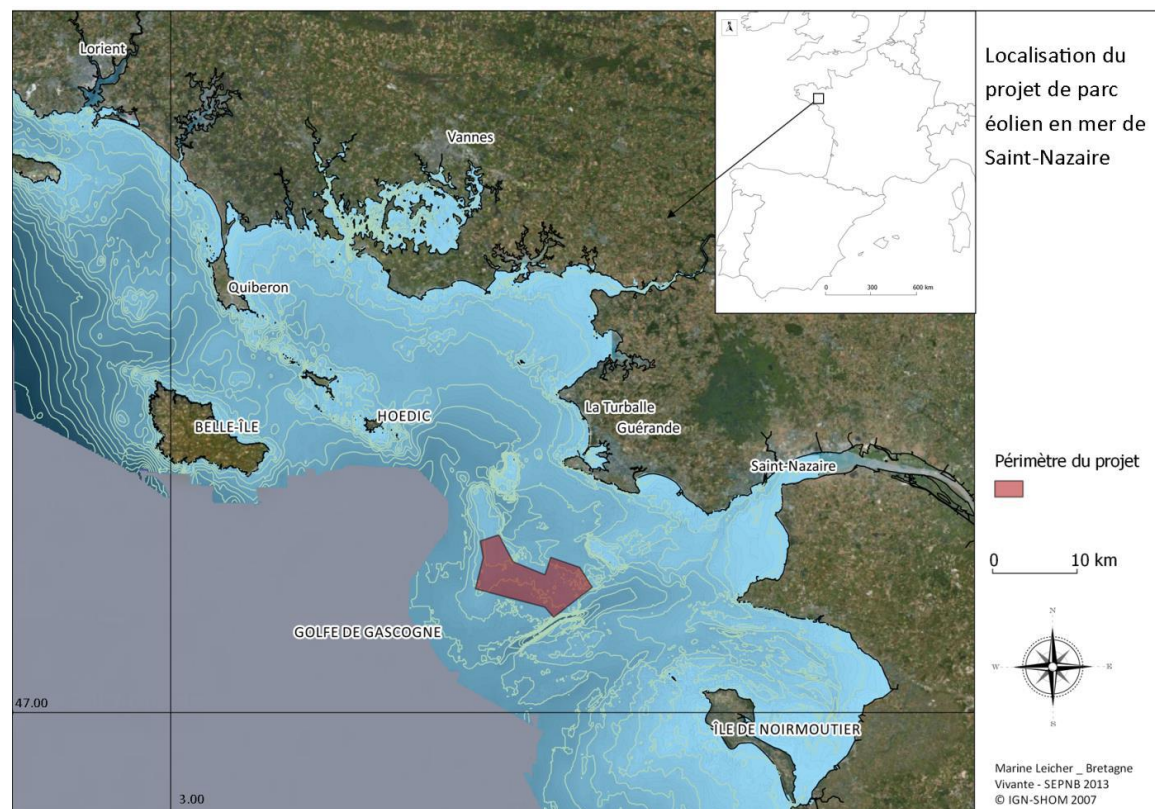 Lorient
Vannes
Quiberon
BELLE-ÎLE
HOEDIC
La Turballe
Guérande
Saint-Nazaire
GOLFE DE GASCOGNE
ÎLE DE NOIRMOUTIER
47.00
3.00
N
0 300 600 km
Localisation du
projet de parc
éolien en mer de
Saint-Nazaire
Périmètre du projet
0 10 km
N
W E
S
Marine Leicher _ Bretagne
Vivante - SEPNB 2013
© IGN-SHOM 2007